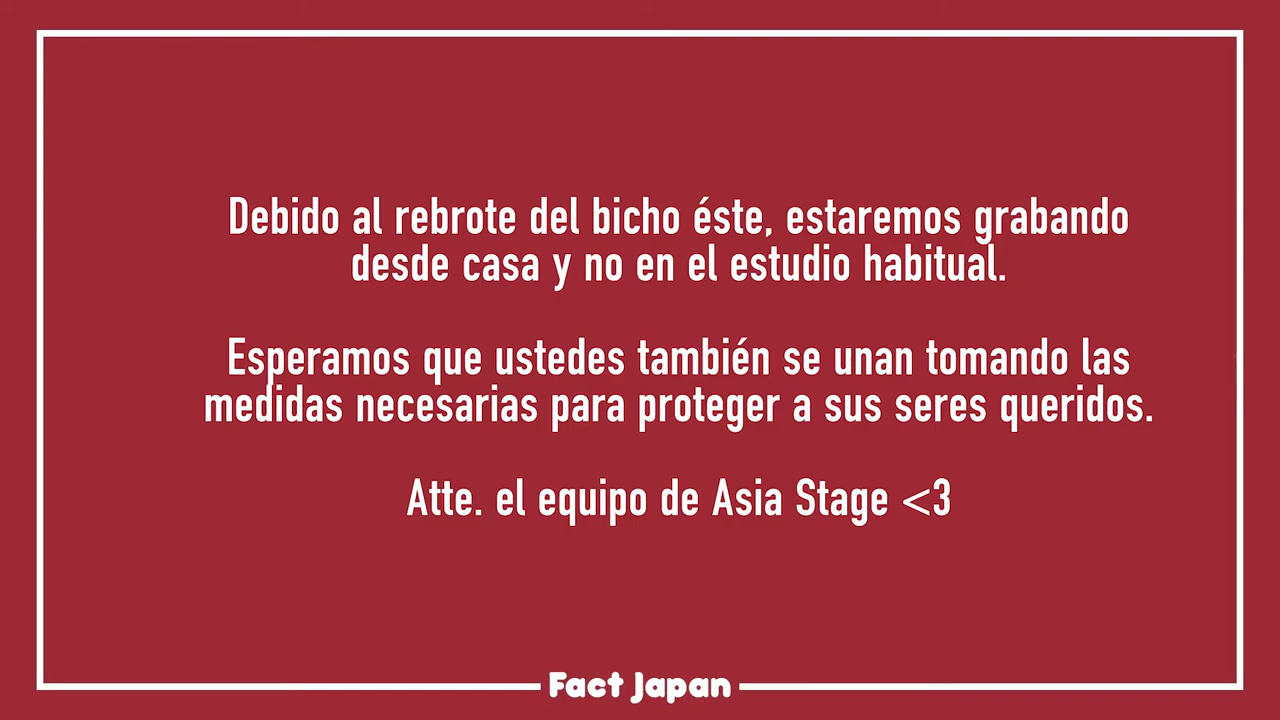 Debido al rebrote del bicho éste, estaremos grabando
desde casa y no en el estudio habitual.
Esperamos que ustedes también se unan tomando las
medidas necesarias para proteger a sus seres queridos.
Atte. el equipo de Asia Stage <3
Fact Japan